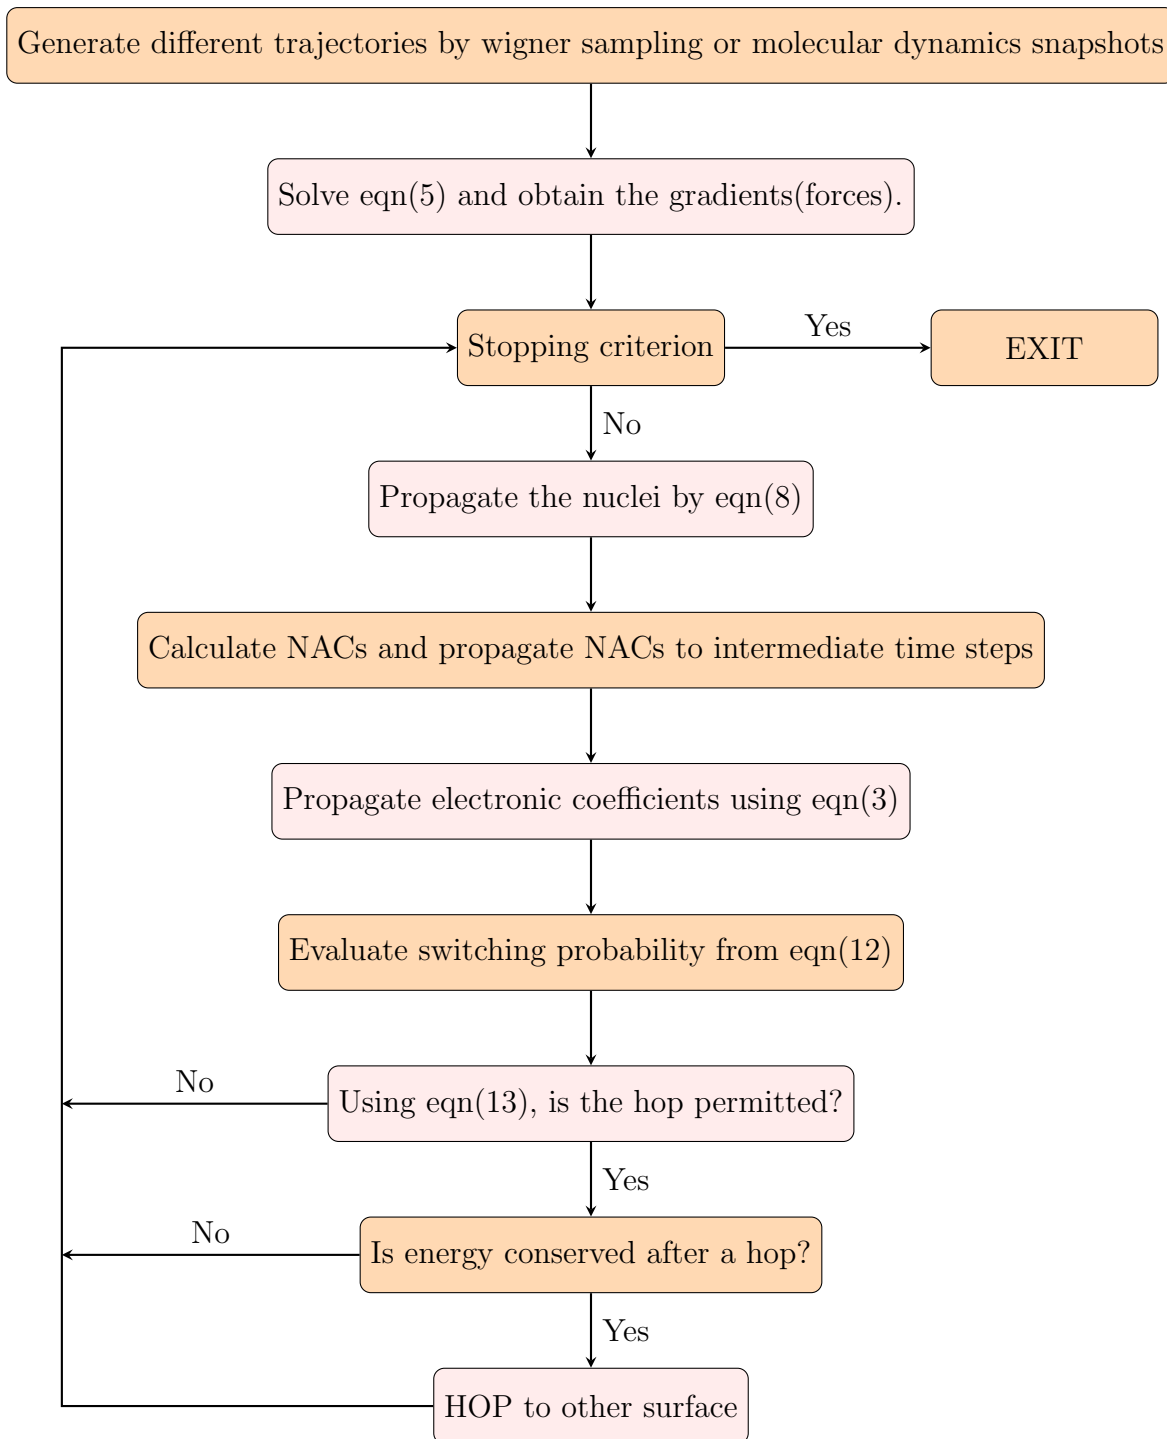 Generate different trajectories by wigner sampling or molecular dynamics snapshots
Solve eqn(5) and obtain the gradients(forces).
Stopping criterion
Yes
EXIT
No
Propagate the nuclei by eqn(8)
Calculate NACs and propagate NACs to intermediate time steps
Propagate electronic coefficients using eqn(3)
Evaluate switching probability from eqn(12)
No
Using eqn(13), is the hop permitted?
Yes
No
Is energy conserved after a hop?
Yes
HOP to other surface